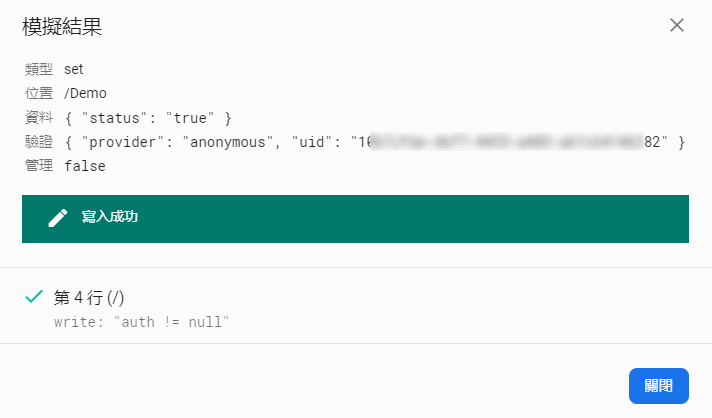 模擬結果
類型 set
位置 /Demo
資料 { "status": "true" }
驗證 { "provider": "anonymous", "uid": "10 82" }
管理 false
寫入成功
第 4 行 (/)
write: "auth != null"
關閉